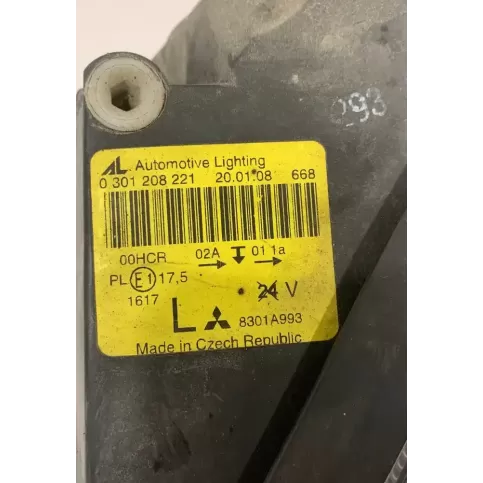 093
AL Automotive Lighting
0 301 208 221 20.01.08 668
00HCR 02A 01 1a
PL E1 17,5
1617
24 V
L 8301A993
Made in Czech Republic